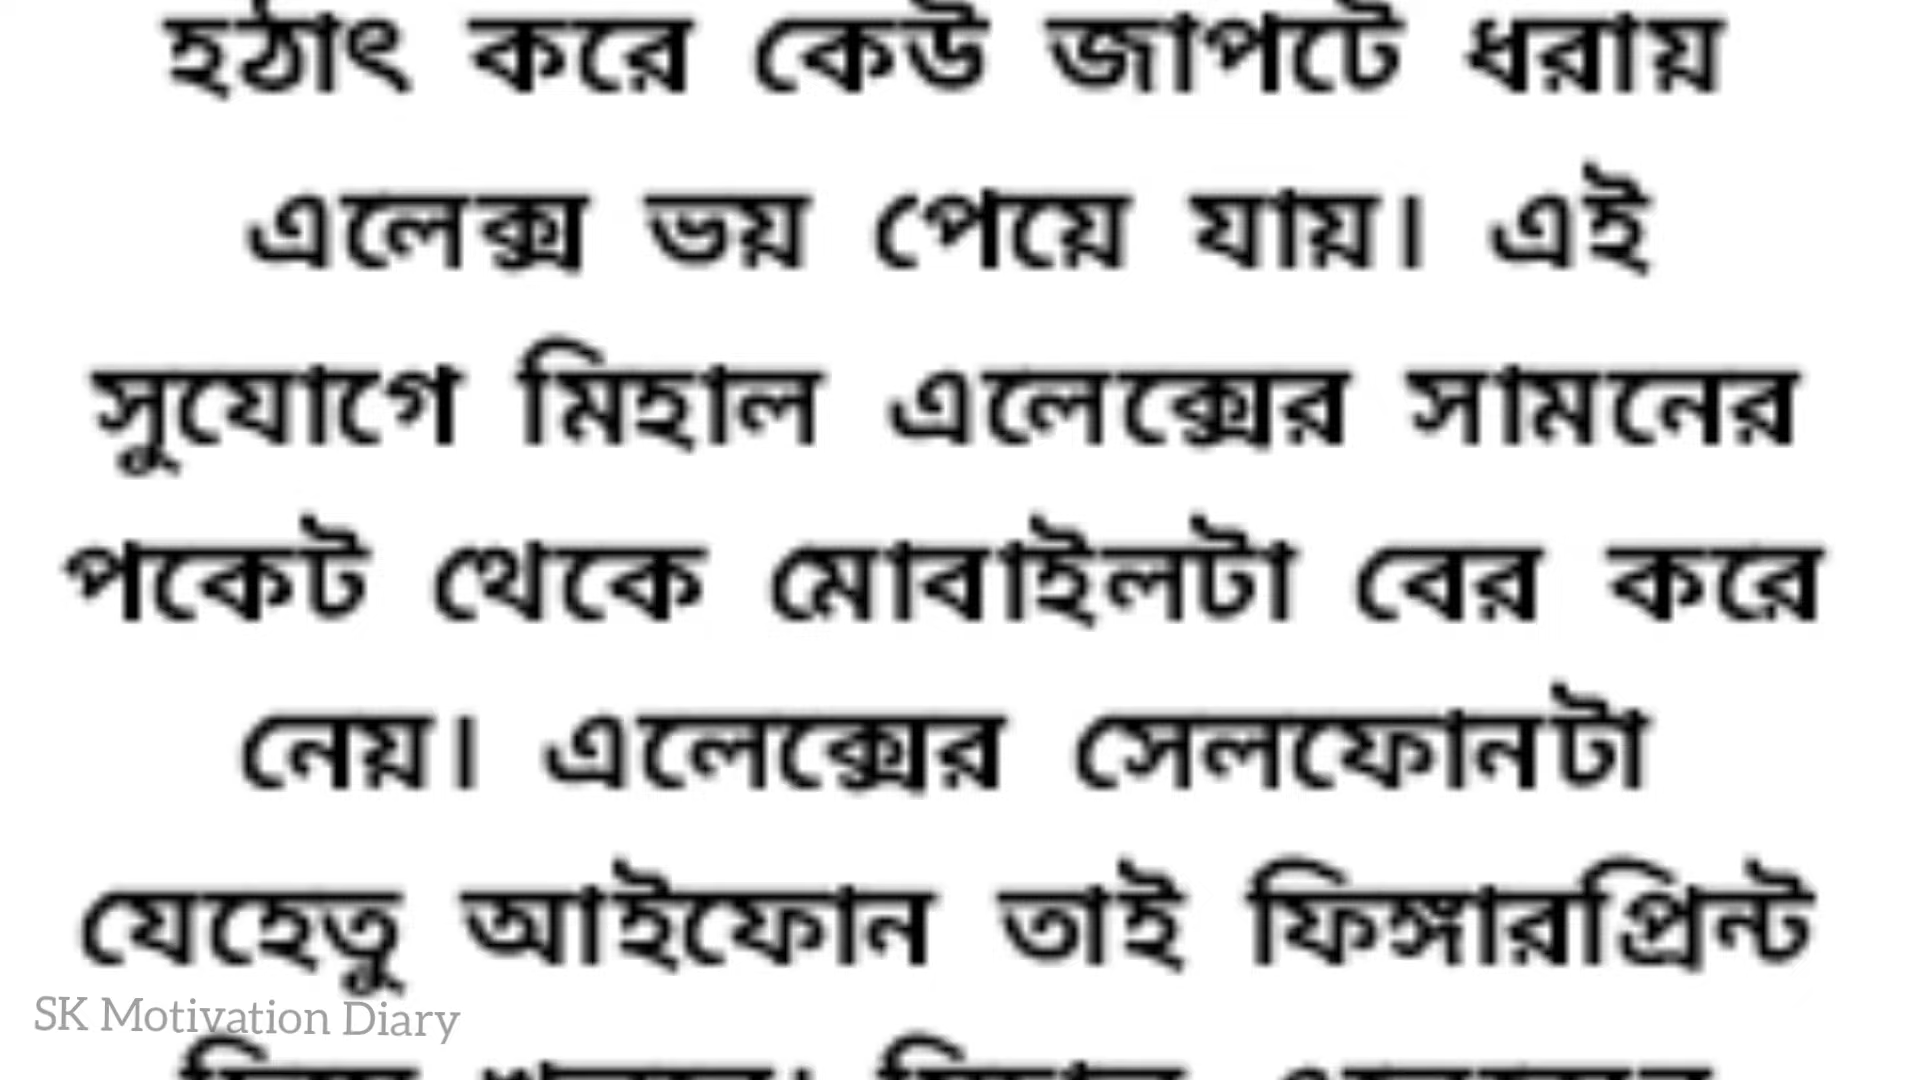 হঠাৎ করে কেউ জাপটে ধরায়
এলেক্স ভয় পেয়ে যায়। এই
সুযোগে মিহাল এলেক্সের সামনের
পকেট থেকে মোবাইলটা বের করে
নেয়। এলেক্সের সেলফোনটা
যেহেতু আইফোন তাই ফিঙ্গারপ্রিন্ট
SK Motivation Diary